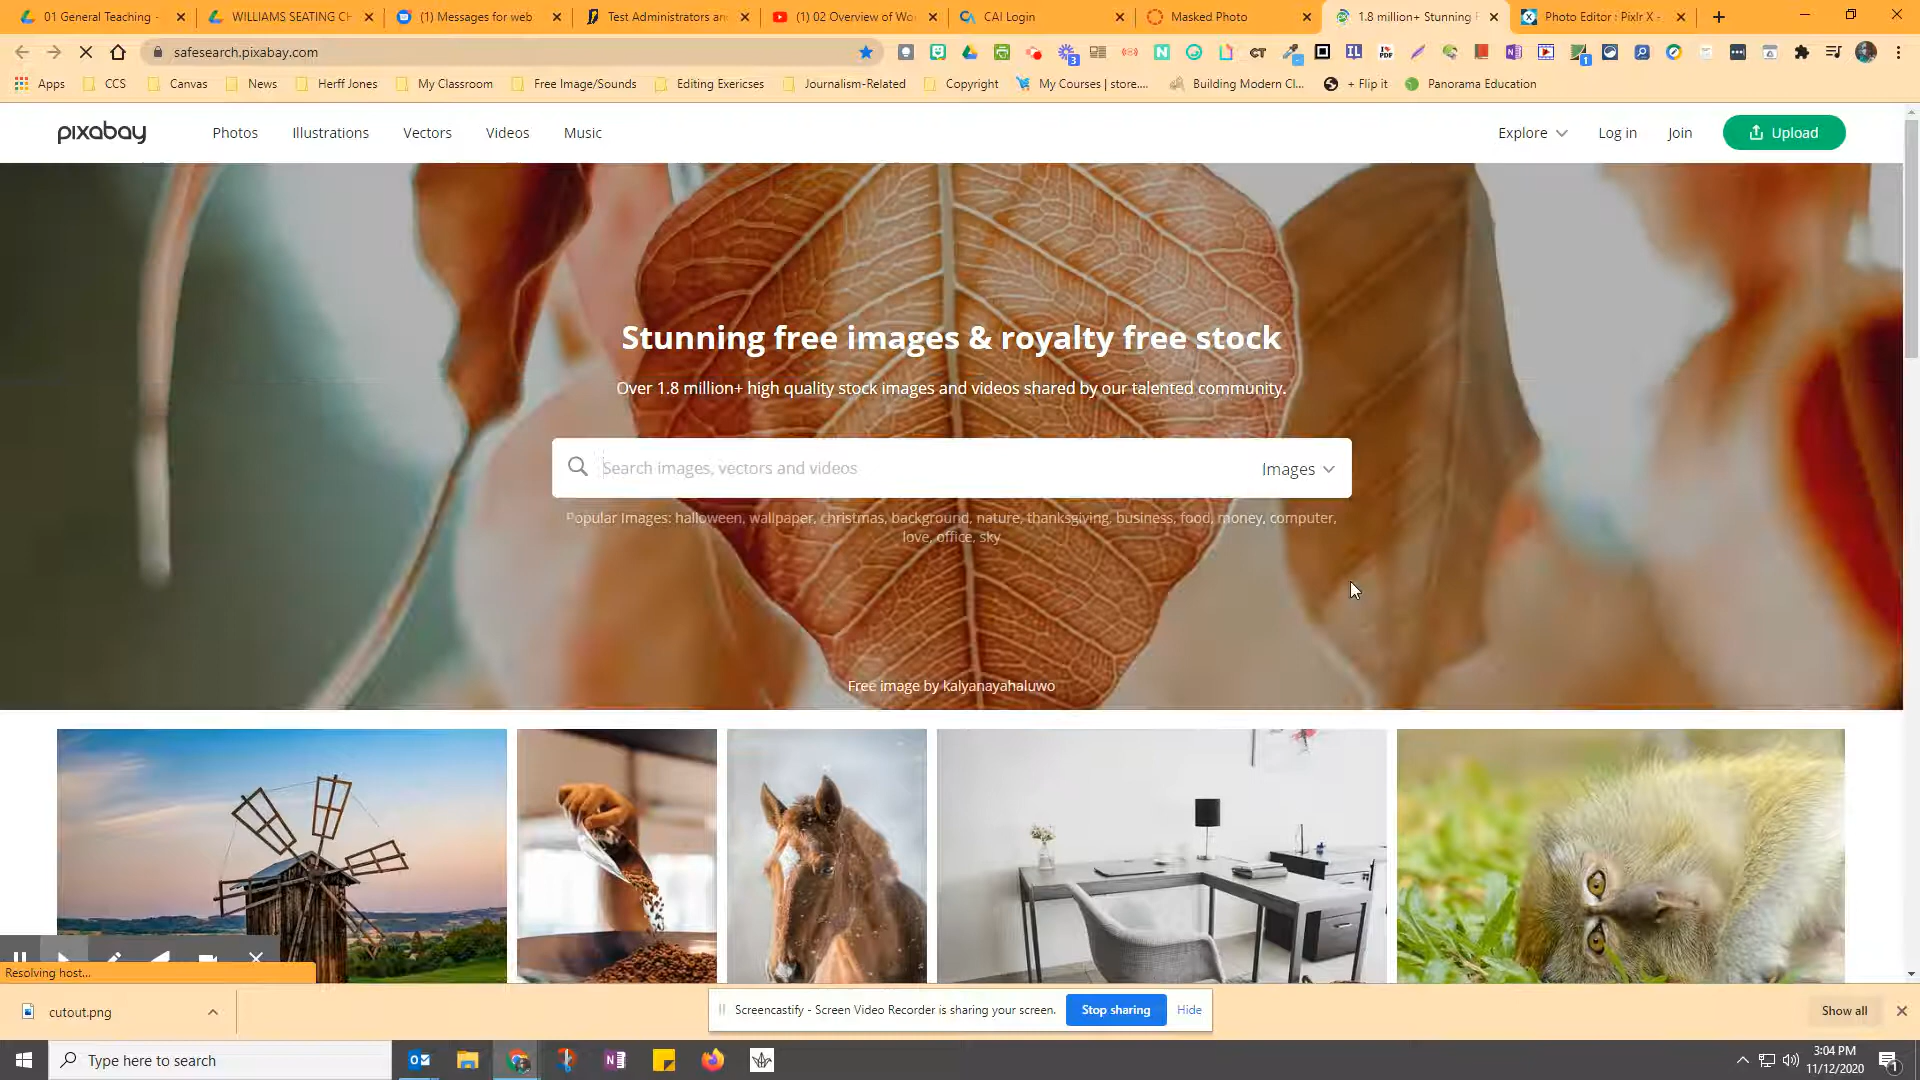 01 General Teaching -
WILLIAMS SEATING CH
(1) Messages for web
Test Administrators an
(1) 02 Overview of Wo
CAI Login
Masked Photo
1.8 million+ Stunning F
Photo Editor : Pixlr X -
safesearch.pixabay.com
Apps
CCS
Canvas
News
Herff Jones
My Classroom
Free Image/Sounds
Editing Exericses
Journalism-Related
Copyright
My Courses | store....
Building Modern Cl...
+ Flip it
Panorama Education
pixabay
Photos
Illustrations
Vectors
Videos
Music
Explore
Log in
Join
Upload
Stunning free images & royalty free stock
Over 1.8 million+ high quality stock images and videos shared by our talented community.
Search images, vectors and videos
Images
Popular Images: halloween, wallpaper, christmas, background, nature, thanksgiving, business, food, money, computer,
love, office, sky
Free image by kalyanayahaluwo
Resolving host...
cutout.png
Screencastify - Screen Video Recorder is sharing your screen.
Stop sharing
Hide
Show all
Type here to search
3:04 PM
11/12/2020